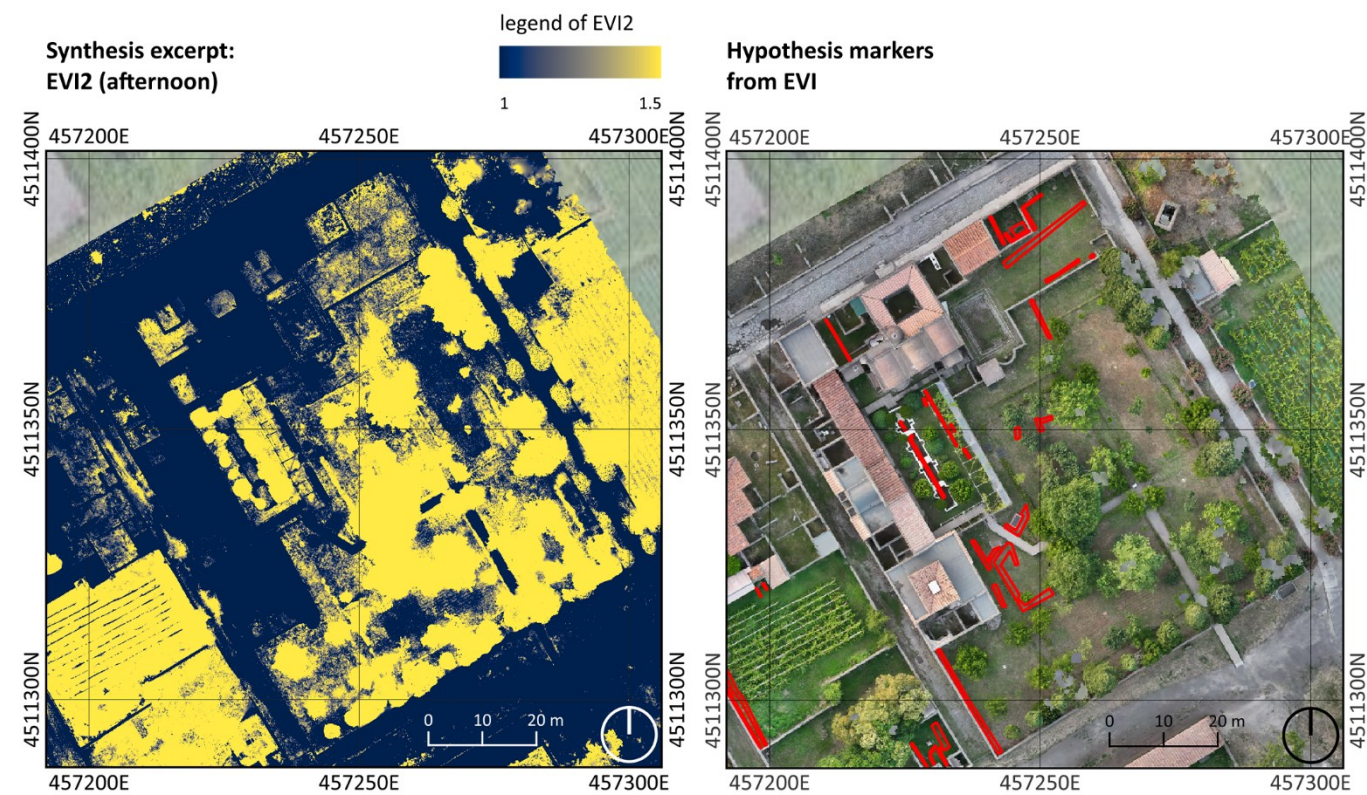 legend of EVI2
Synthesis excerpt:
EVI2 (afternoon)
1
1.5
457200E
457250E
457300E
4511400N
4511400N
4511350N
4511350N
4511300N
4511300N
0 10 20 m
457200E
457250E
457300E
Hypothesis markers
from EVI
457200E
457250E
457300E
4511400N
4511400N
4511350N
4511350N
4511300N
4511300N
0 10 20 m
457200E
457250E
457300E